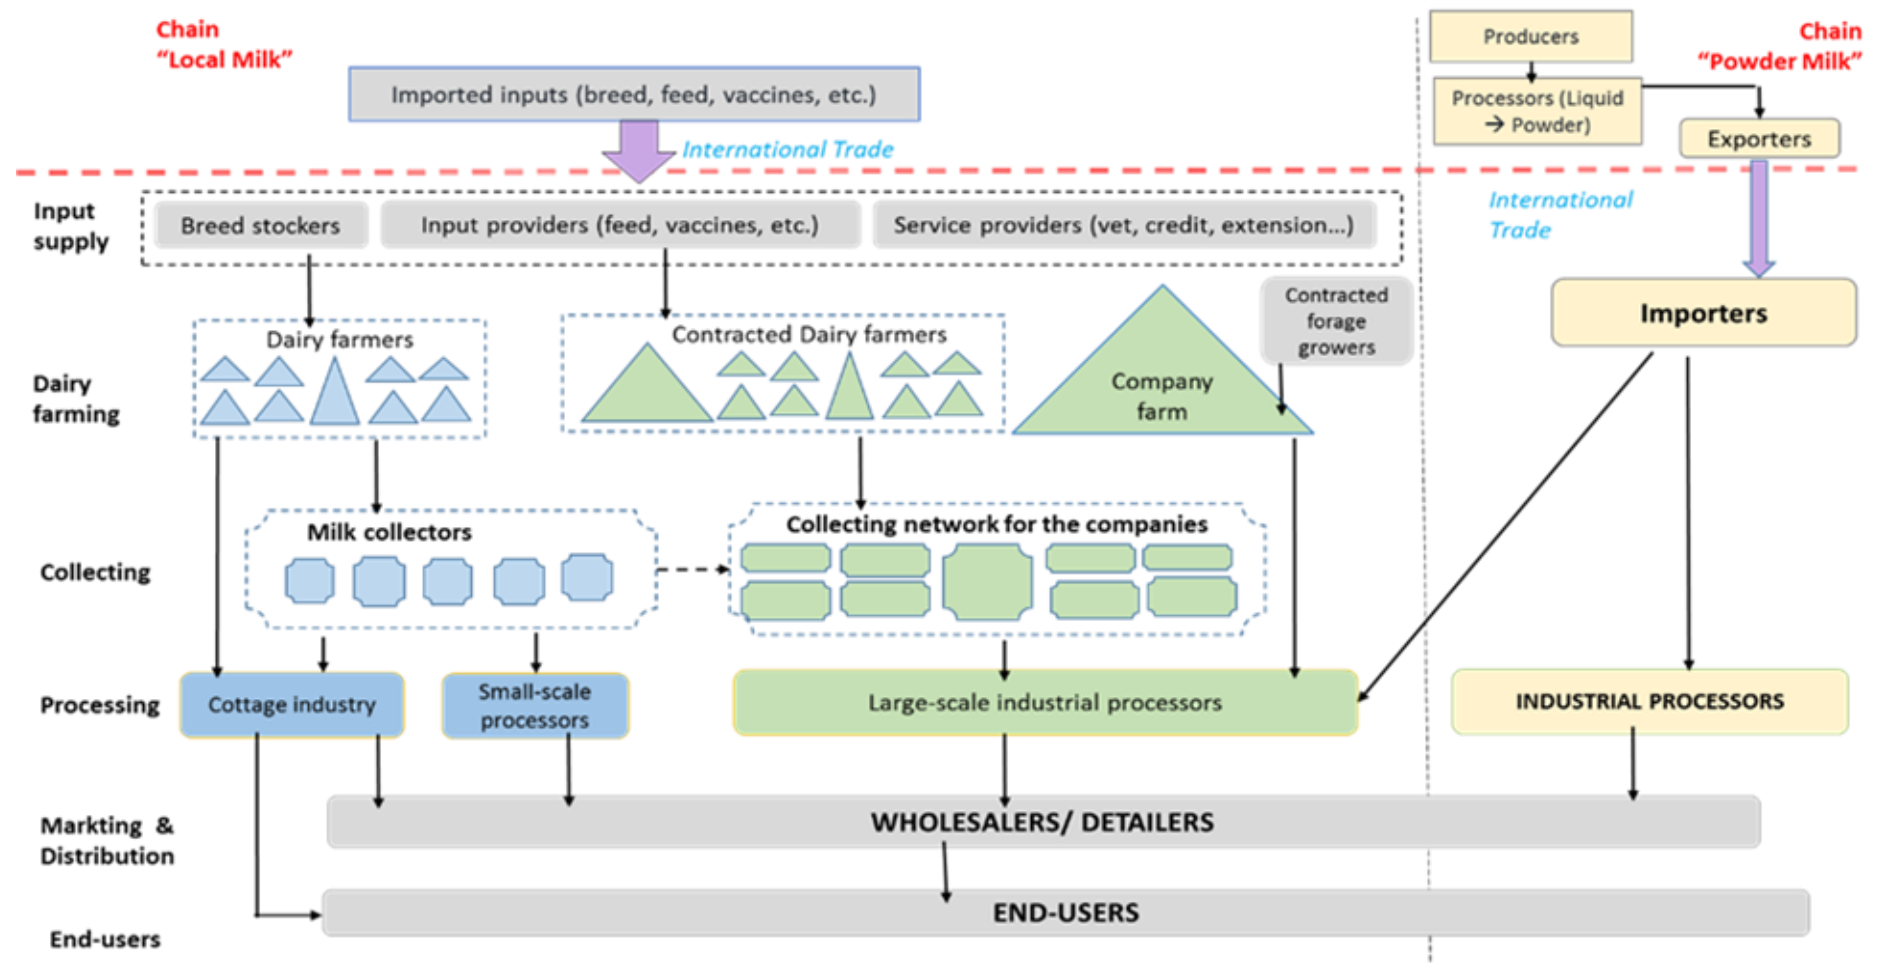 Chain
“Local Milk”
Imported inputs (breed, feed, vaccines, etc.)
International Trade
Producers
Chain
“Powder Milk”
Processors (Liquid
→ Powder)
Exporters
International
Trade
Input
supply
Breed stockers
Input providers (feed, vaccines, etc.)
Service providers (vet, credit, extension...)
Dairy
farming
Dairy farmers
Contracted Dairy farmers
Company
farm
Contracted
forage
growers
Importers
Collecting
Milk collectors
Collecting network for the companies
Processing
Cottage industry
Small-scale
processors
Large-scale industrial processors
INDUSTRIAL PROCESSORS
Markting &
Distribution
WHOLESALERS/ DETAILERS
End-users
END-USERS